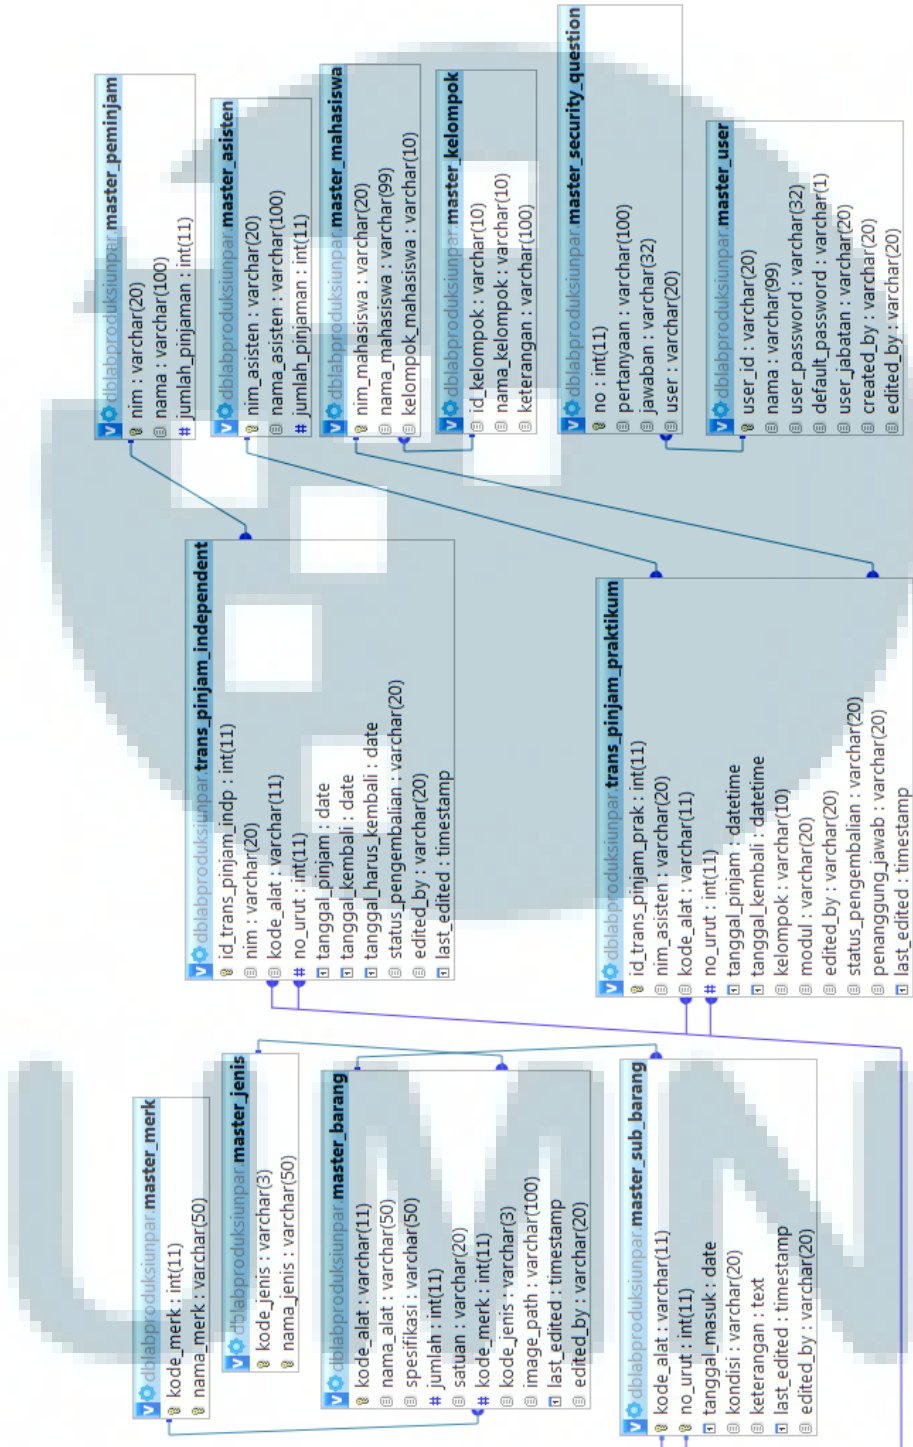 dblabproduksiunpar.master_merk
kode_merk : int(11)
nama_merk : varchar(50)
dblabproduksiunpar.master_jenis
kode_jenis : varchar(3)
nama_jenis : varchar(50)
dblabproduksiunpar.master_barang
kode_alat : varchar(11)
nama_alat : varchar(50)
spesifikasi : varchar(50)
# jumlah : int(11)
satuan : varchar(20)
# kode_merk : int(11)
kode_jenis : varchar(3)
image_path : varchar(100)
last_edited : timestamp
edited_by : varchar(20)
dblabproduksiunpar.master_sub_barang
kode_alat : varchar(11)
no_urut : int(11)
tanggal_masuk : date
kondisi : varchar(20)
keterangan : text
last_edited : timestamp
edited_by : varchar(20)
dblabproduksiunpar.trans_pinjam_independent
id_trans_pinjam_indp : int(11)
nim : varchar(20)
kode_alat : varchar(11)
# no_urut : int(11)
tanggal_pinjam : date
tanggal_kembali : date
tanggal_harus_kembali : date
status_pengembalian : varchar(20)
edited_by : varchar(20)
last_edited : timestamp
dblabproduksiunpar.trans_pinjam_praktikum
id_trans_pinjam_prak : int(11)
nim_asisten : varchar(20)
kode_alat : varchar(11)
# no_urut : int(11)
tanggal_pinjam : datetime
tanggal_kembali : datetime
kelompok : varchar(10)
modul : varchar(20)
edited_by : varchar(20)
status_pengembalian : varchar(20)
penanggung_jawab : varchar(20)
last_edited : timestamp
dblabproduksiunpar.master_peminjam
nim : varchar(20)
nama : varchar(100)
# jumlah_pinjaman : int(11)
dblabproduksiunpar.master_asisten
nim_asisten : varchar(20)
nama_asisten : varchar(100)
# jumlah_pinjaman : int(11)
dblabproduksiunpar.master_mahasiswa
nim_mahasiswa : varchar(20)
nama_mahasiswa : varchar(99)
kelompok_mahasiswa : varchar(10)
dblabproduksiunpar.master_kelompok
id_kelompok : varchar(10)
nama_kelompok : varchar(10)
keterangan : varchar(100)
dblabproduksiunpar.master_security_question
no : int(11)
pertanyaan : varchar(100)
jawaban : varchar(32)
user : varchar(20)
dblabproduksiunpar.master_user
user_id : varchar(20)
nama : varchar(99)
user_password : varchar(32)
default_password : varchar(1)
user_jabatan : varchar(20)
created_by : varchar(20)
edited_by : varchar(20)